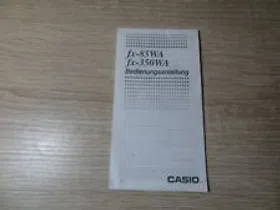 fx-85WA
fx-350WA
Bedienungsanleitung
CASIO